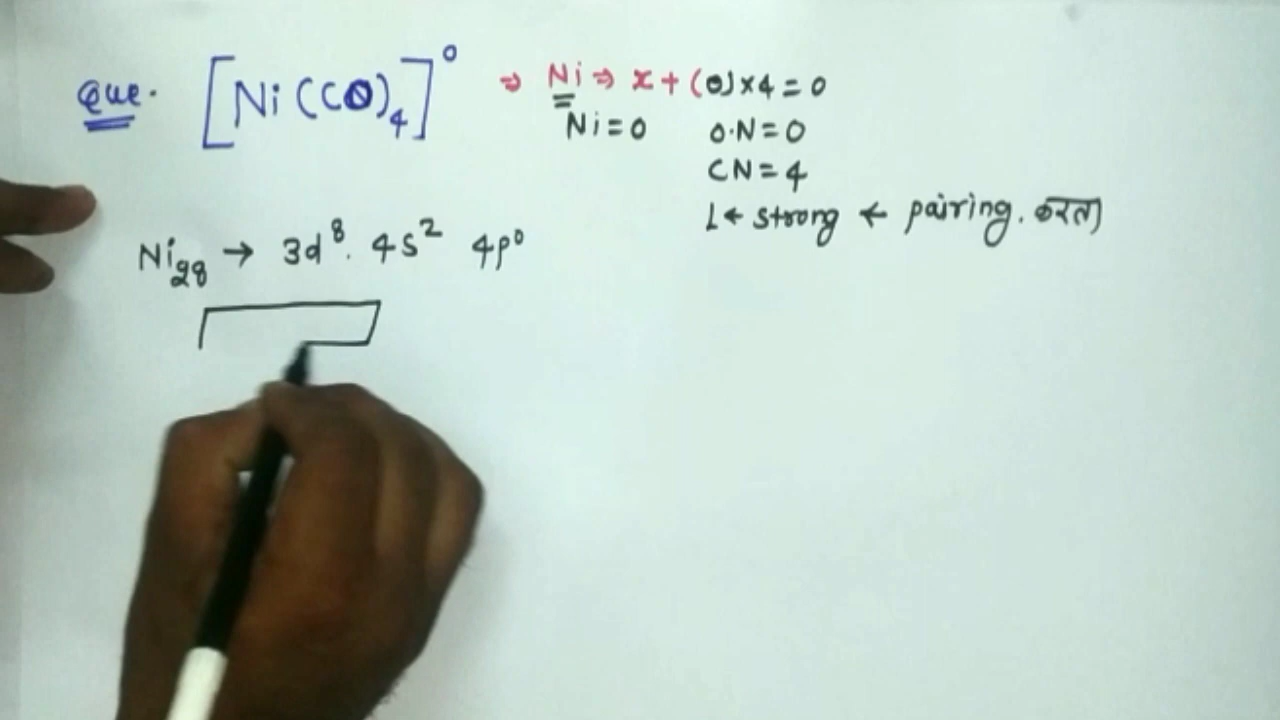 Que. [Ni(CO)₄]⁰ ⇒ Ni ⇒ x + (0)×4 = 0
Ni = 0 O.N = 0
CN = 4
L ← strong ← pairing. करता
Ni₂₈ → 3d⁸. 4s² 4p⁰